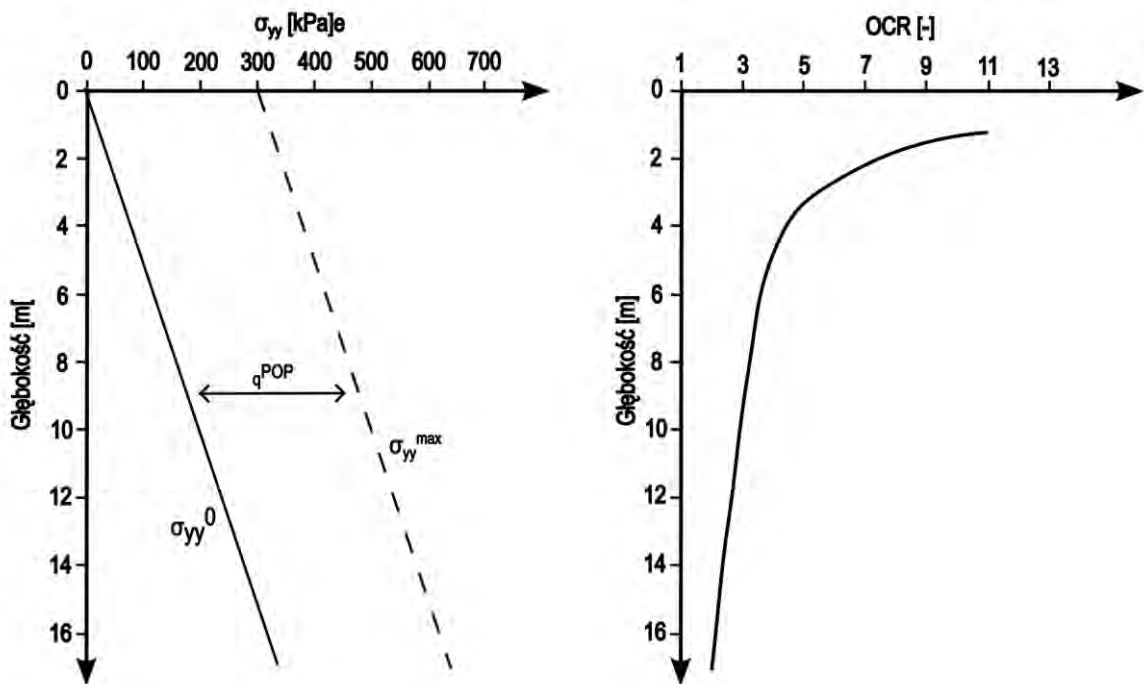 σyy [kPa]e
0 100 200 300 400 500 600 700
0
2
4
6
8
10
12
14
16
Głębokość [m[
qPOP
σyymax
σyy0
OCR [-]
1 3 5 7 9 11 13
0
2
4
6
8
10
12
14
16
Głębokość [m]